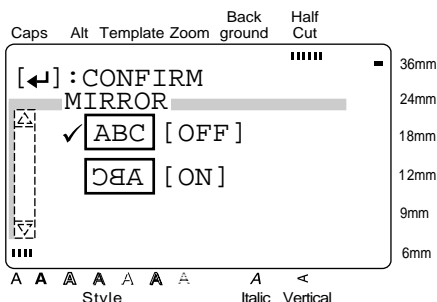 Caps Alt Template Zoom Back ground Half Cut
[↵]:CONFIRM
MIRROR
✓ ABC [OFF]
ABC [ON]
36mm
24mm
18mm
12mm
9mm
6mm
A A A A A A A A A
Style Italic Vertical